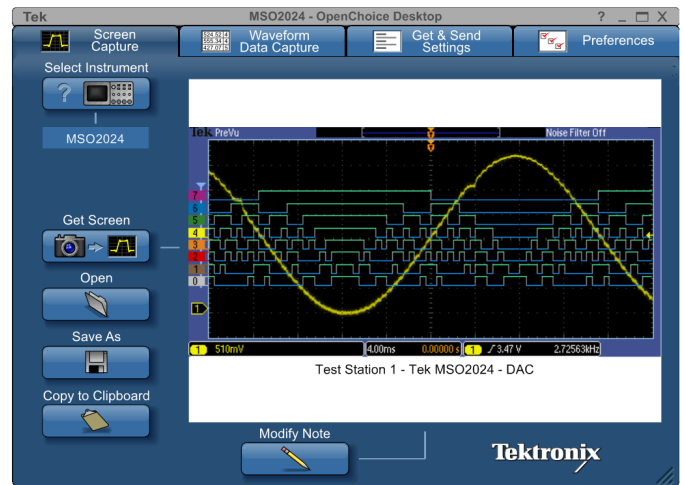 Tek
MSO2024 - OpenChoice Desktop
? _ □ X
Screen
Capture
Waveform
Data Capture
Get & Send
Settings
Preferences
Select Instrument
?
MSO2024
Get Screen
Open
Save As
Copy to Clipboard
Tek PreVu
Noise Filter Off
7
6
5
4
3
2
1
0
1
1 510mV
4.00ms
0.00000 s
1
3.47 V
2.72563kHz
Test Station 1 - Tek MSO2024 - DAC
Modify Note
Tektronix